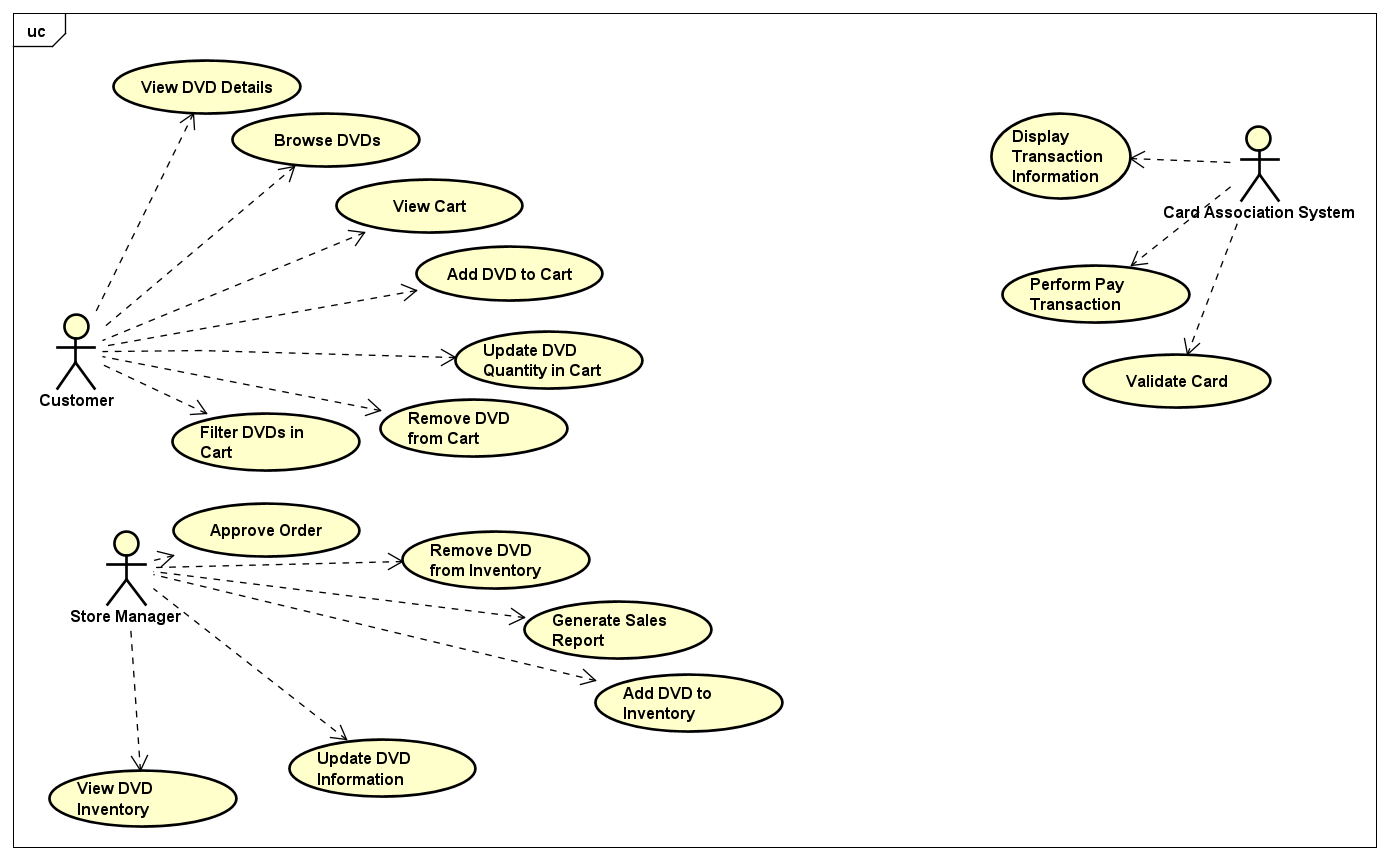 uc
View DVD Details
Browse DVDs
View Cart
Add DVD to Cart
Update DVD
Quantity in Cart
Remove DVD
from Cart
Filter DVDs in
Cart
Customer
Display
Transaction
Information
Card Association System
Perform Pay
Transaction
Validate Card
Approve Order
Remove DVD
from Inventory
Store Manager
Generate Sales
Report
Add DVD to
Inventory
Update DVD
Information
View DVD
Inventory